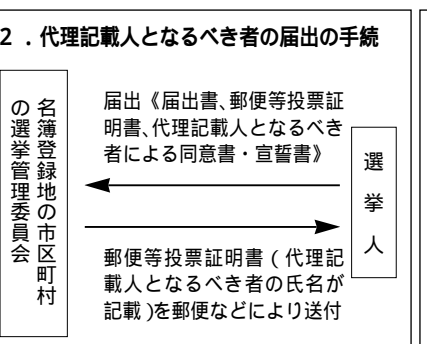 2．代理記載人となるべき者の届出の手続
名簿登録地の市区町村
の選挙管理委員会
届出《届出書、郵便等投票証
明書、代理記載人となるべき
者による同意書・宣誓書》
郵便等投票証明書（代理記
載人となるべき者の氏名が
記載）を郵便などにより送付
選挙人